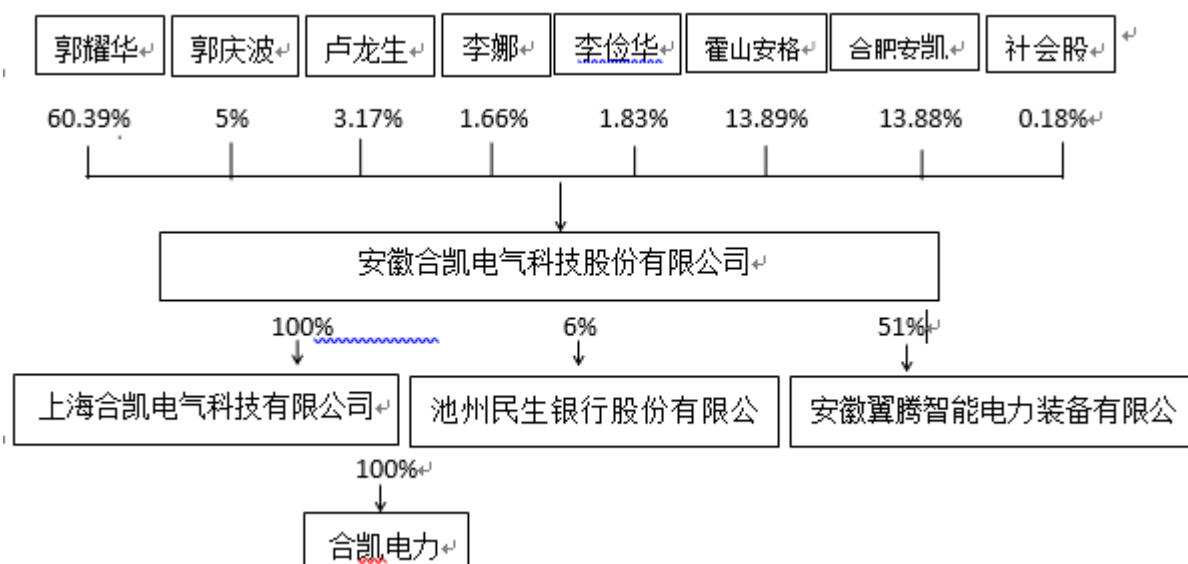 郭耀华 郭庆波 卢龙生 李娜 李俭华 霍山安格 合肥安凯 社会股
60.39% 5% 3.17% 1.66% 1.83% 13.89% 13.88% 0.18%
安徽合凯电气科技股份有限公司
100% 6% 51%
上海合凯电气科技有限公司 池州民生银行股份有限公 安徽翼腾智能电力装备有限公
100%
合凯电力